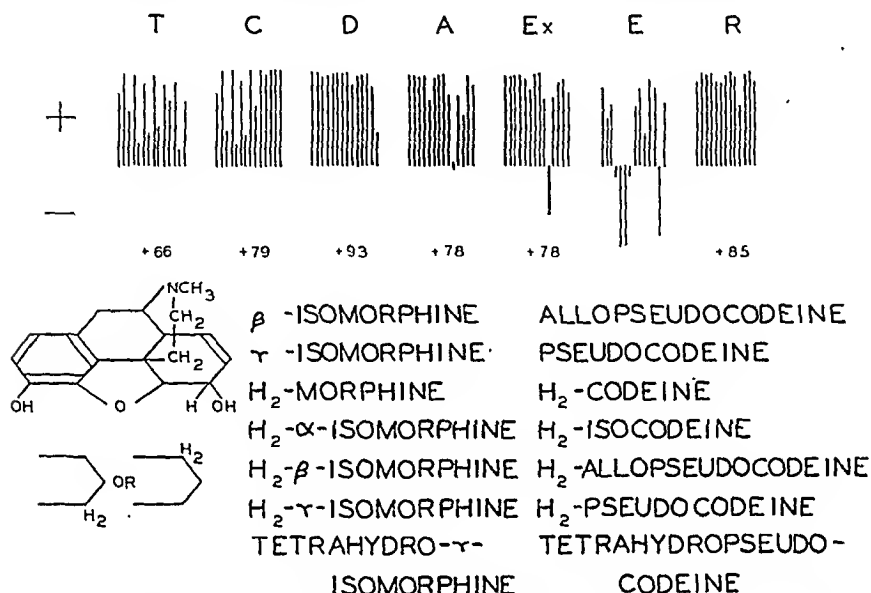 T C D A Ex E R
+
—
+66 +79 +93 +78 +78 +85
NCH3
CH2
CH2
OH O H OH
H2
OR
H2
β-ISOMORPHINE ALLOPSEUDOCODEINE
γ-ISOMORPHINE PSEUDOCODEINE
H2-MORPHINE H2-CODEINE
H2-α-ISOMORPHINE H2-ISOCODEINE
H2-β-ISOMORPHINE H2-ALLOPSEUDOCODEINE
H2-γ-ISOMORPHINE H2-PSEUDOCODEINE
TETRAHYDRO-γ- TETRAHYDROPSEUDO-
ISOMORPHINE CODEINE